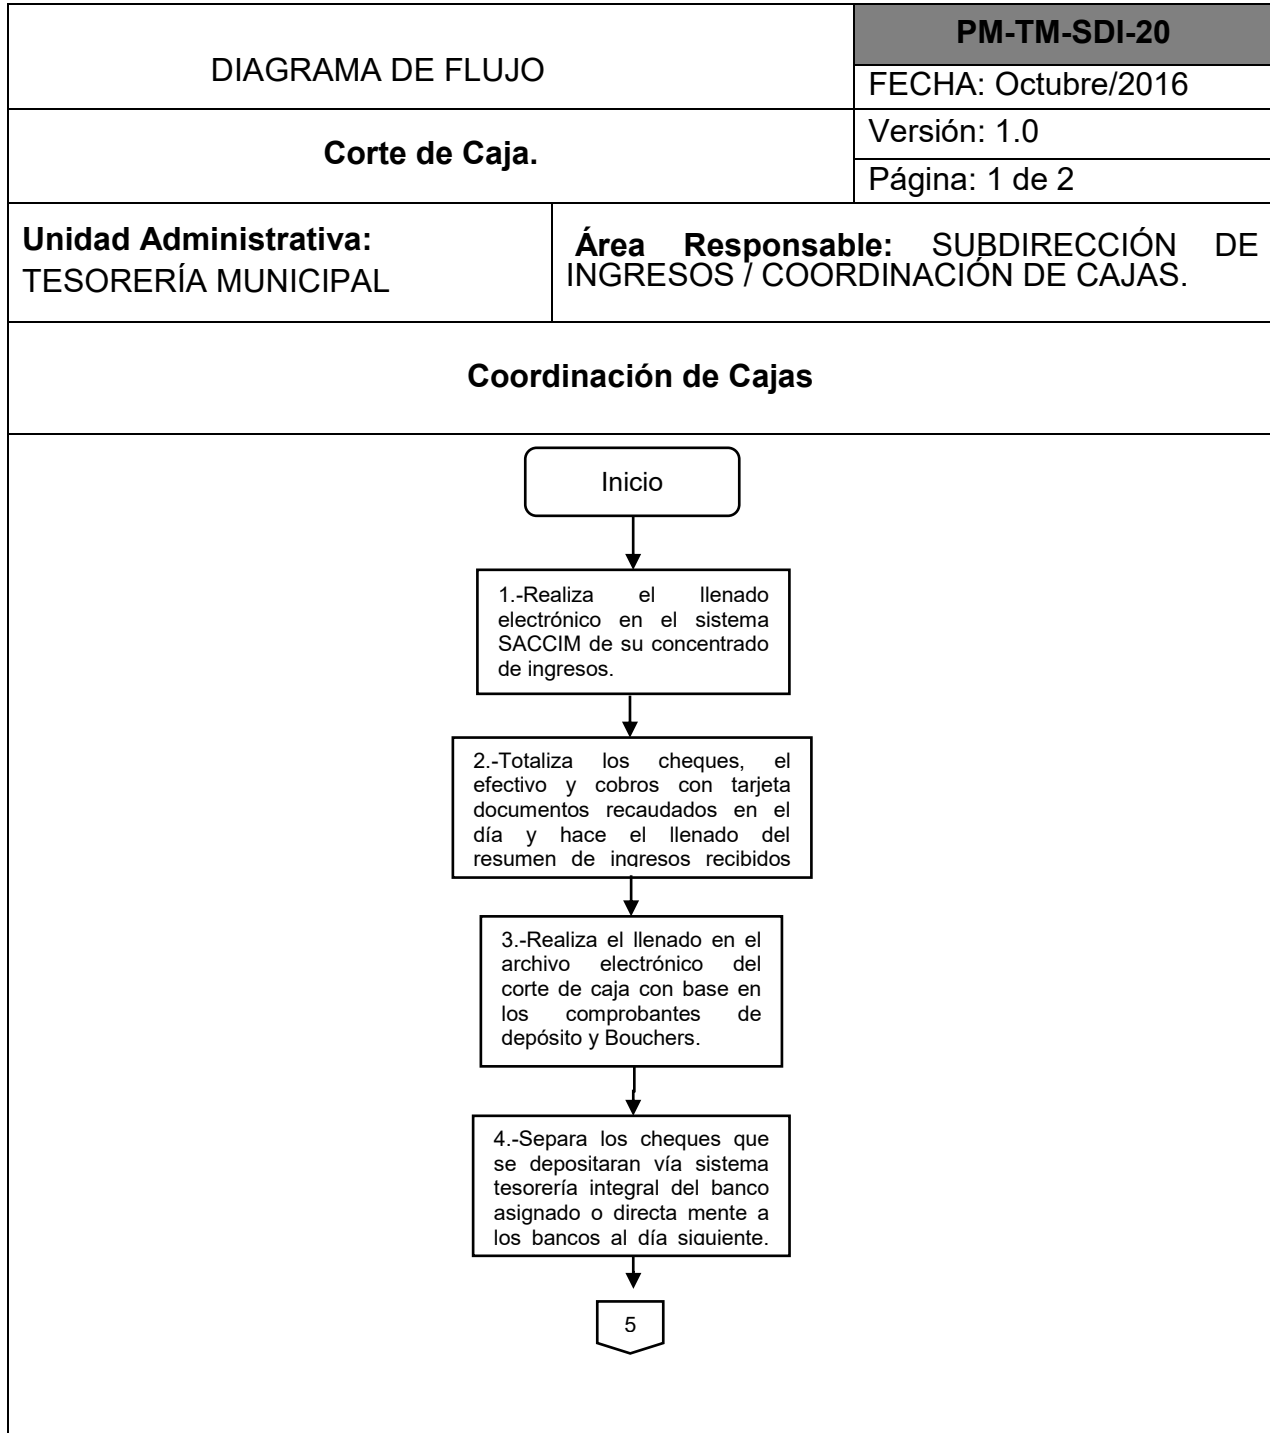 DIAGRAMA DE FLUJO
PM-TM-SDI-20
FECHA: Octubre/2016
Corte de Caja.
Versión: 1.0
Página: 1 de 2
Unidad Administrativa:
TESORERÍA MUNICIPAL
Área Responsable: SUBDIRECCIÓN DE
INGRESOS / COORDINACIÓN DE CAJAS.
Coordinación de Cajas
Inicio
1.-Realiza el llenado
electrónico en el sistema
SACCIM de su concentrado
de ingresos.
2.-Totaliza los cheques, el
efectivo y cobros con tarjeta
documentos recaudados en el
día y hace el llenado del
resumen de ingresos recibidos
3.-Realiza el llenado en el
archivo electrónico del
corte de caja con base en
los comprobantes de
depósito y Bouchers.
4.-Separa los cheques que
se depositaran vía sistema
tesorería integral del banco
asignado o directa mente a
los bancos al día siguiente.
5